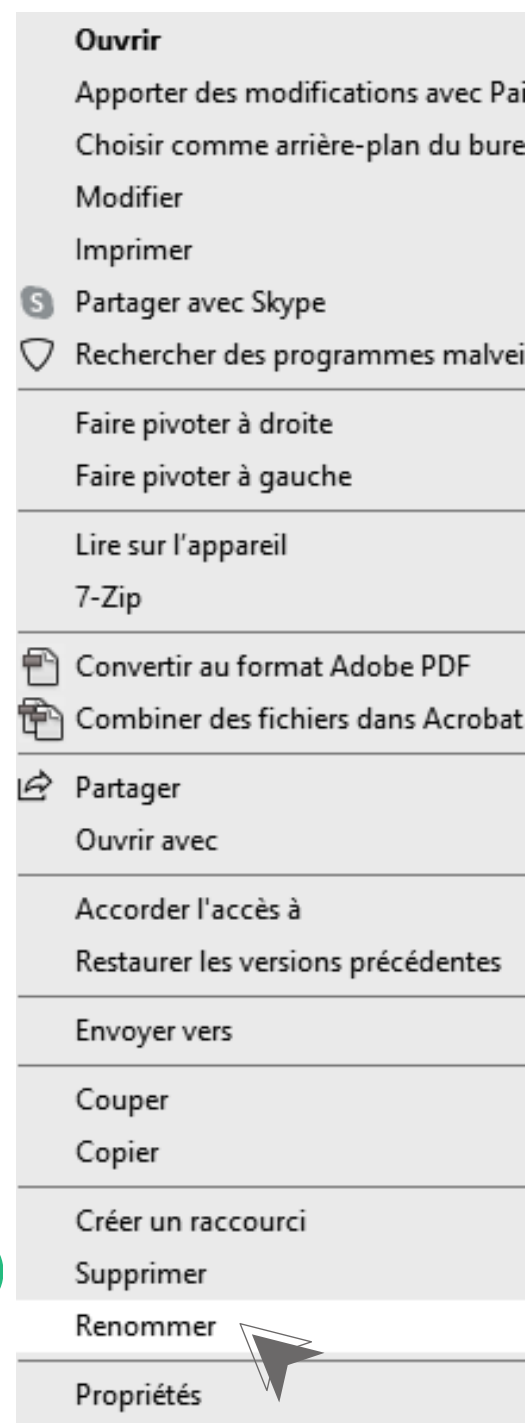 Ouvrir
Apporter des modifications avec Pai
Choisir comme arrière-plan du bure
Modifier
Imprimer
S Partager avec Skype
Rechercher des programmes malvei
Faire pivoter à droite
Faire pivoter à gauche
Lire sur l'appareil
7-Zip
Convertir au format Adobe PDF
Combiner des fichiers dans Acrobat
Partager
Ouvrir avec
Accorder l'accès à
Restaurer les versions précédentes
Envoyer vers
Couper
Copier
Créer un raccourci
Supprimer
Renommer
Propriétés